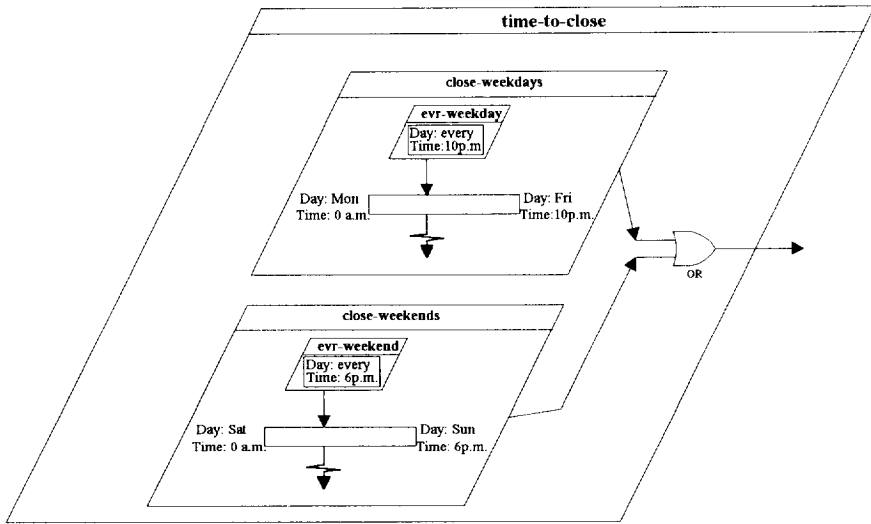 time-to-close
close-weekdays
evr-weekday
Day: every
Time:10p.m
Day: Mon
Time: 0 a.m.
Day: Fri
Time:10p.m.
OR
close-weekends
evr-weekend
Day: every
Time: 6p.m.
Day: Sat
Time: 0 a.m.
Day: Sun
Time: 6p.m.